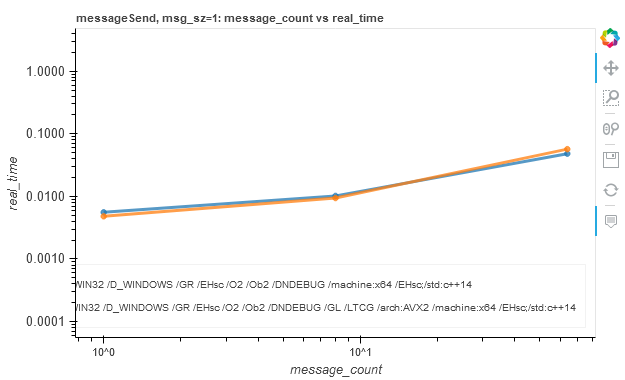 messageSend, msg_sz=1: message_count vs real_time
1.0000
0.1000
0.0100
0.0010
0.0001
real_time
WIN32 /D_WINDOWS /GR /EHsc /O2 /Ob2 /DNDEBUG /machine:x64 /EHsc;/std:c++14
/IN32 /D_WINDOWS /GR /EHsc /O2 /Ob2 /DNDEBUG /GL /LTCG /arch:AVX2 /machine:x64 /EHsc;/std:c++14
10^0
10^1
message_count